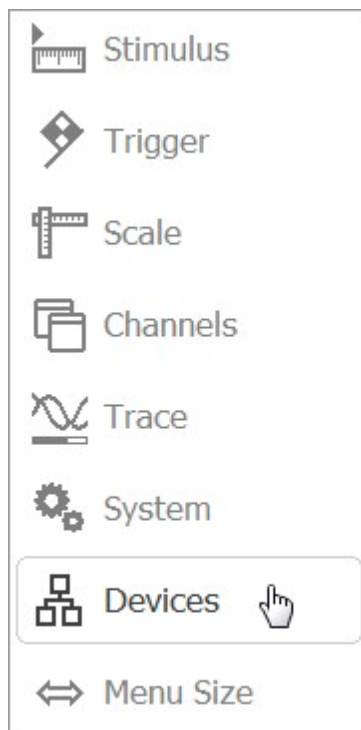 Stimulus
Trigger
Scale
Channels
Trace
System
Devices
Menu Size